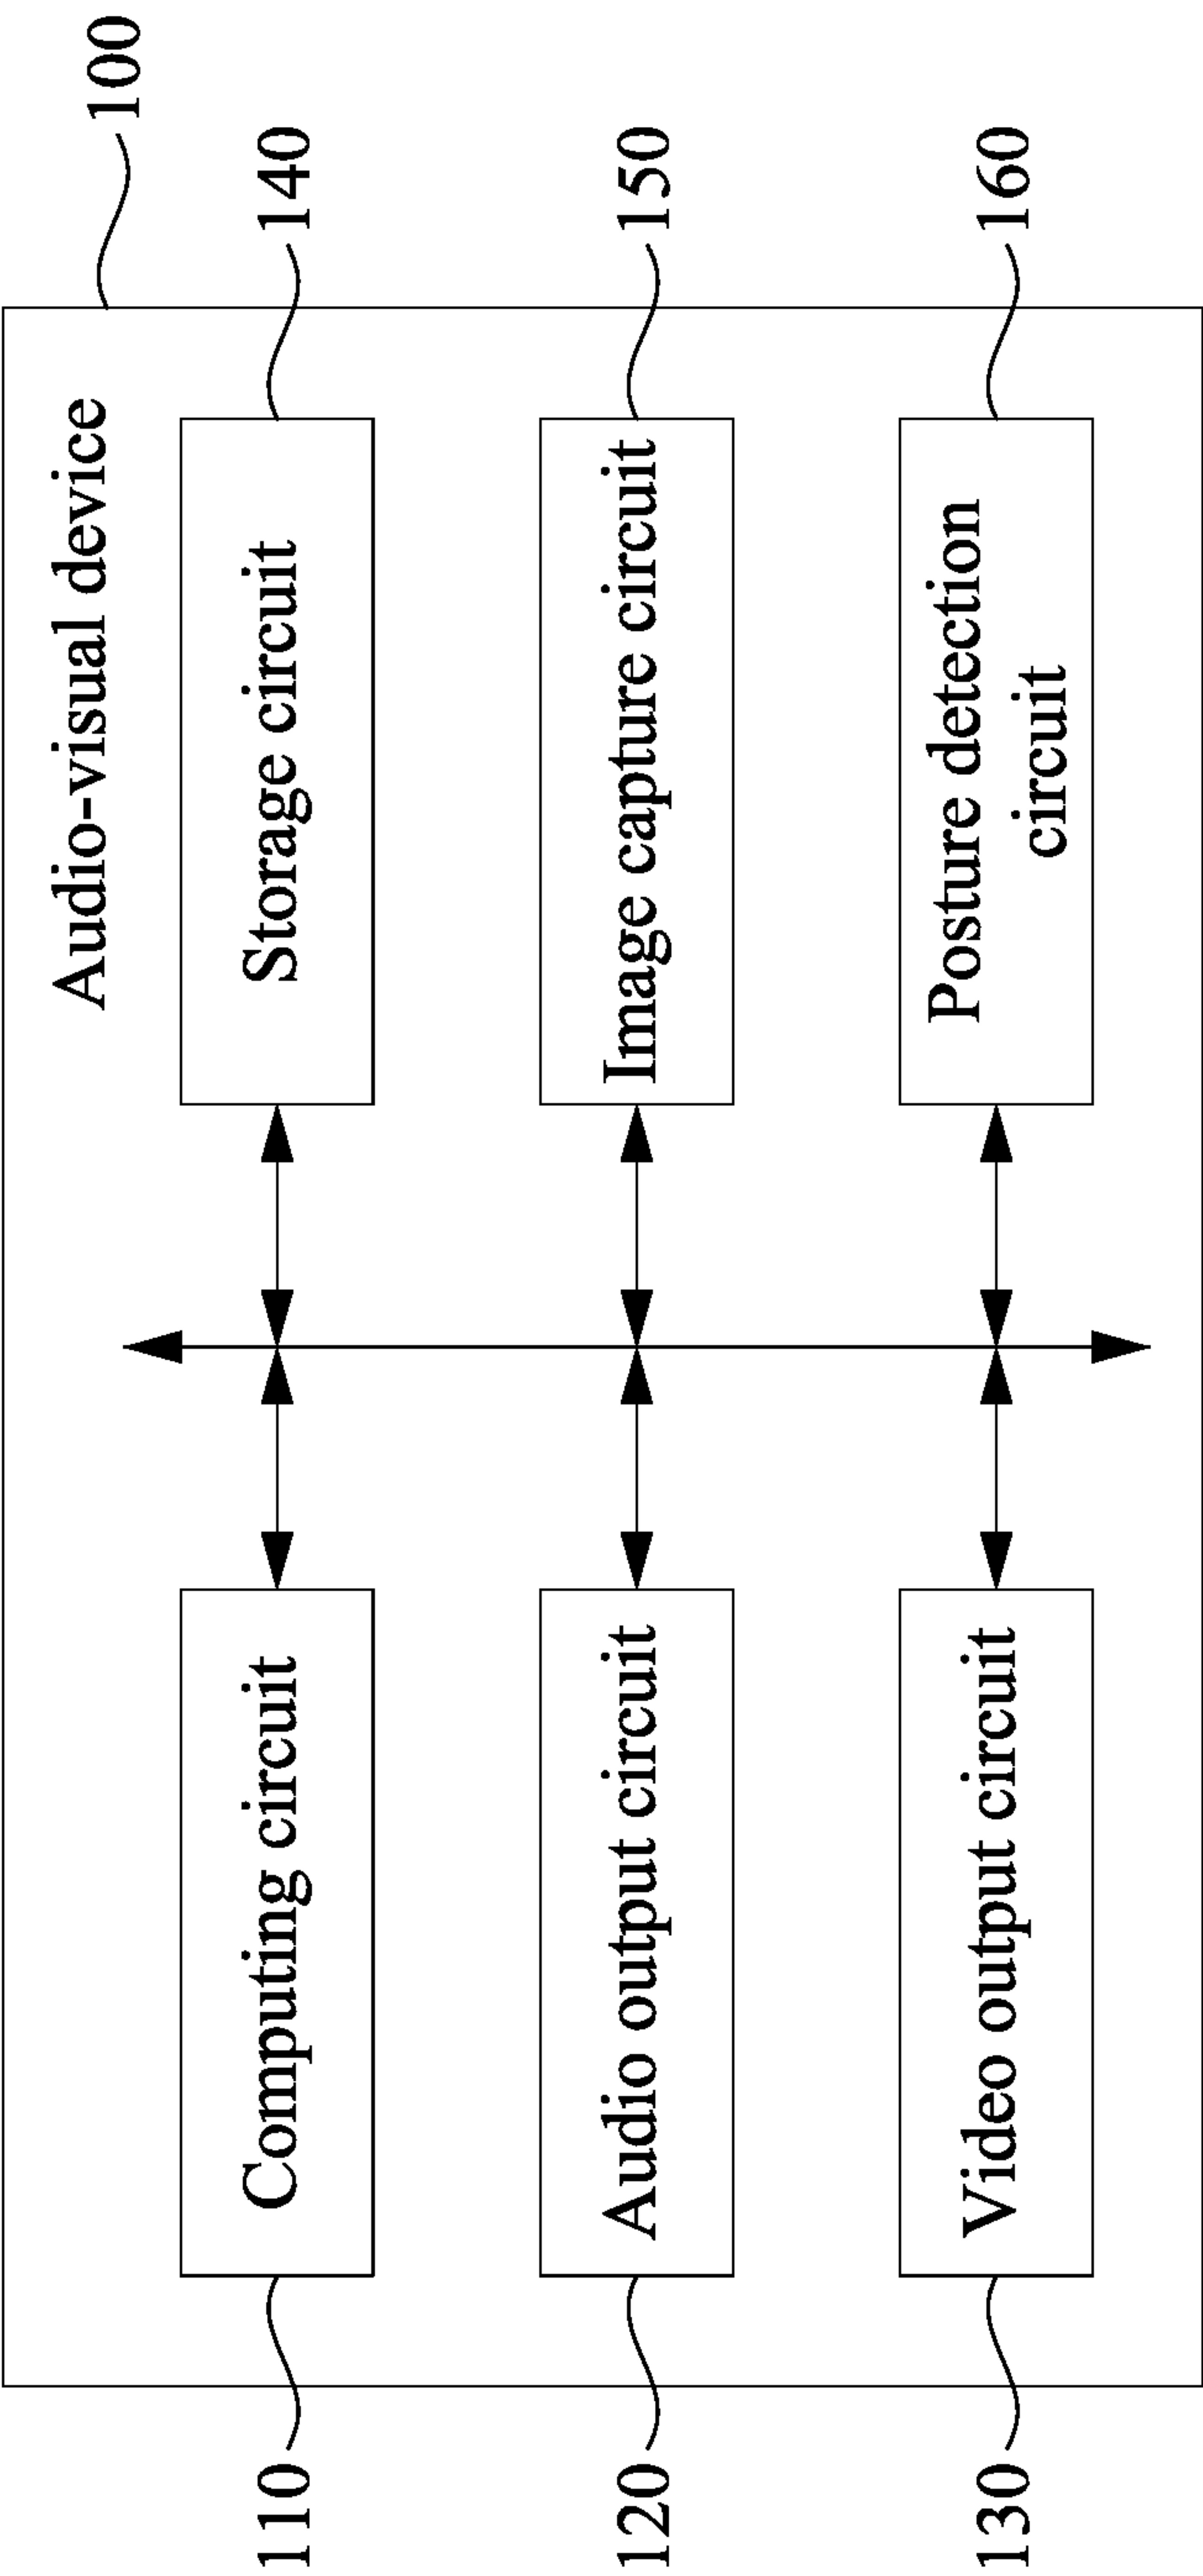 100
Audio-visual device
110
Computing circuit
Storage circuit
140
120
Audio output circuit
Image capture circuit
150
130
Video output circuit
Posture detection
circuit
160